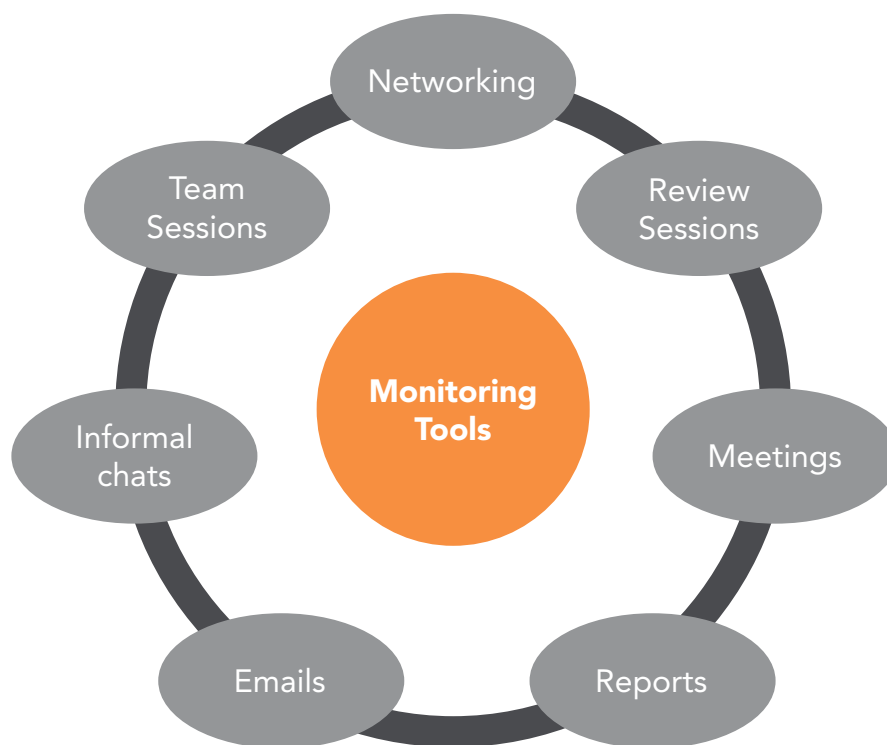 Networking
Team
Sessions
Review
Sessions
Monitoring
Tools
Informal
chats
Meetings
Emails
Reports